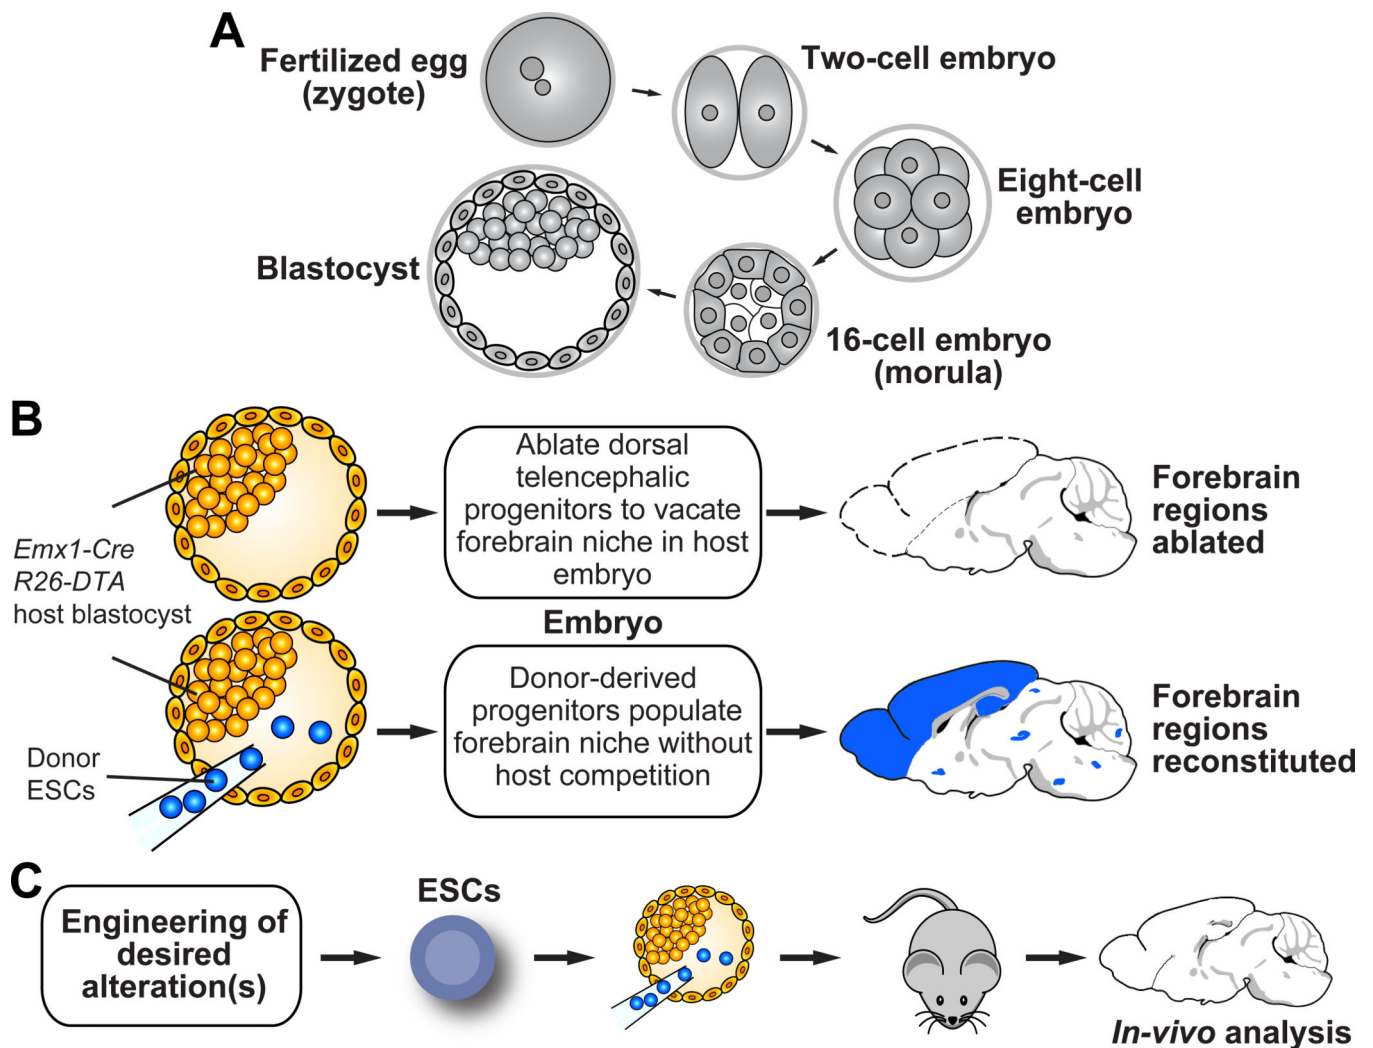 A
Fertilized egg
(zygote)
Two-cell embryo
Eight-cell
embryo
Blastocyst
16-cell embryo
(morula)
B
Emx1-Cre
R26-DTA
host blastocyst
Ablate dorsal
telencephalic
progenitors to vacate
forebrain niche in host
embryo
Forebrain
regions
ablated
Embryo
Donor
ESCs
Donor-derived
progenitors populate
forebrain niche without
host competition
Forebrain
regions
reconstituted
C
Engineering of
desired
alteration(s)
ESCs
In-vivo analysis